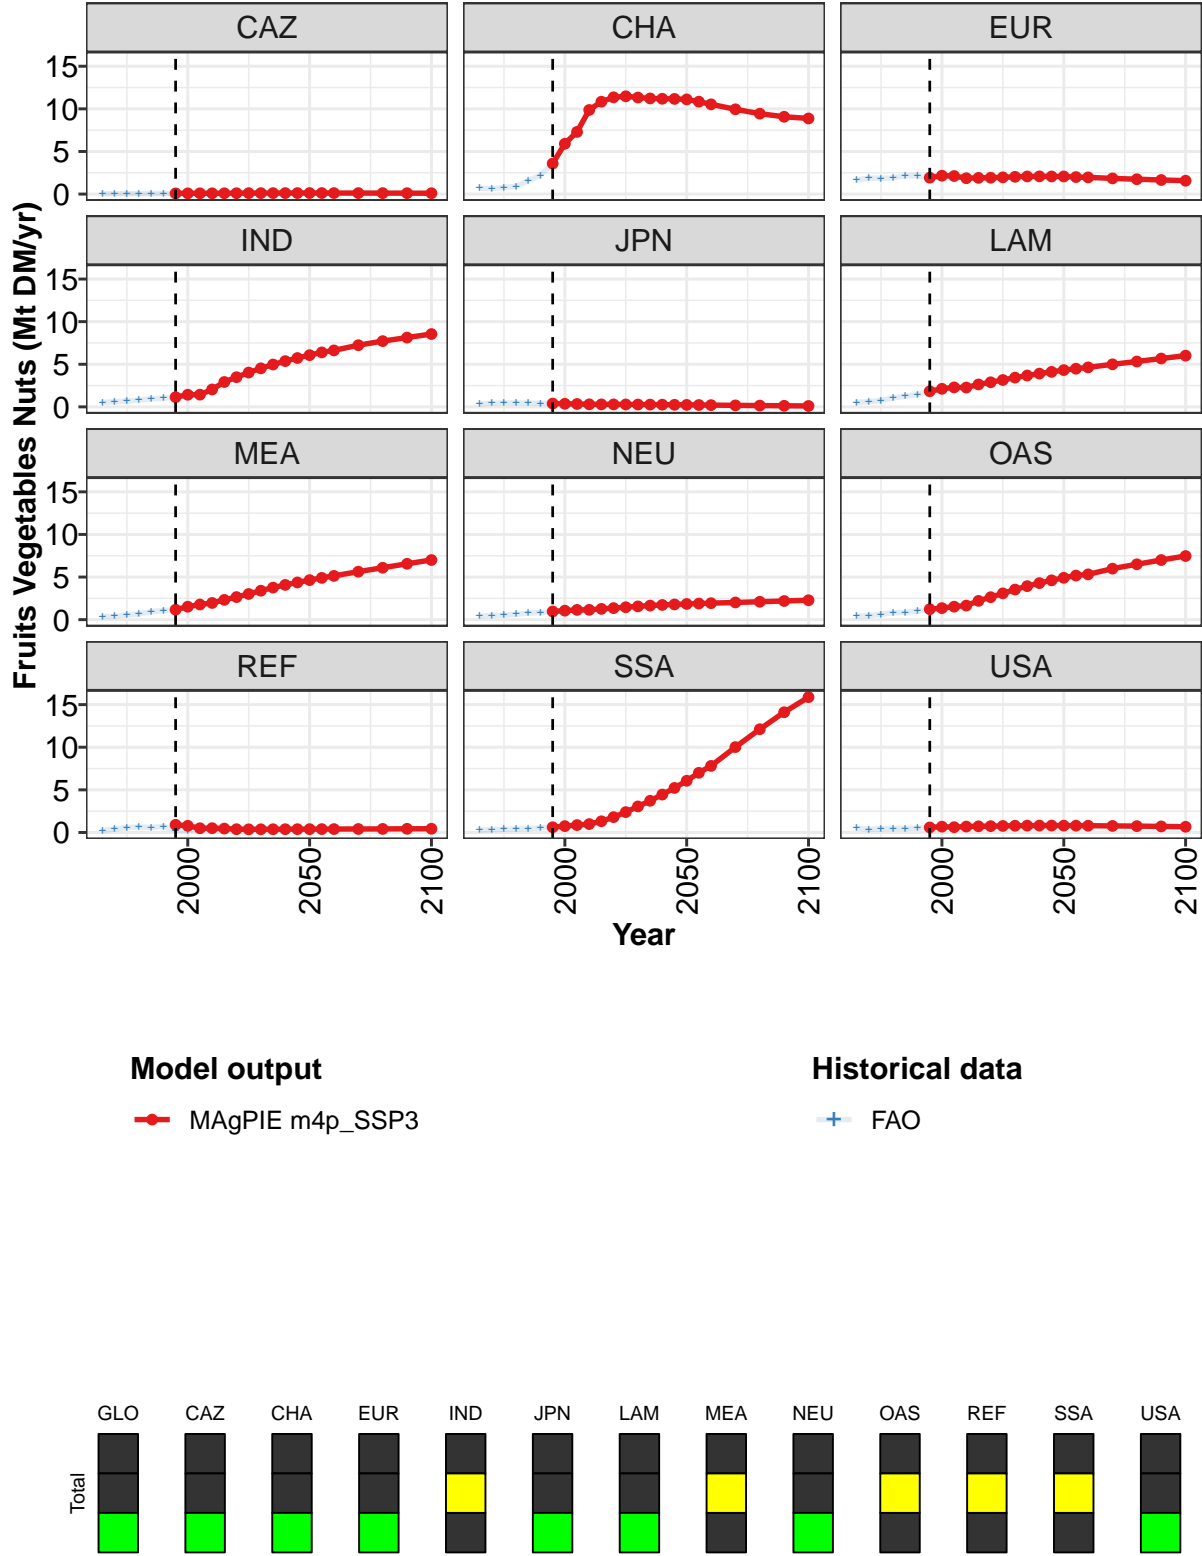 CAZ CHA EUR
15
10
5
0
IND JPN LAM
15
10
5
0
MEA NEU OAS
15
10
5
0
REF SSA USA
15
10
5
0
Fruits Vegetables Nuts (Mt DM/yr)
2000 2050 2100 2000 2050 2100 2000 2050 2100
Year
Model output Historical data
MAgPIE m4p_SSP3 FAO
GLO CAZ CHA EUR IND JPN LAM MEA NEU OAS REF SSA USA
Total